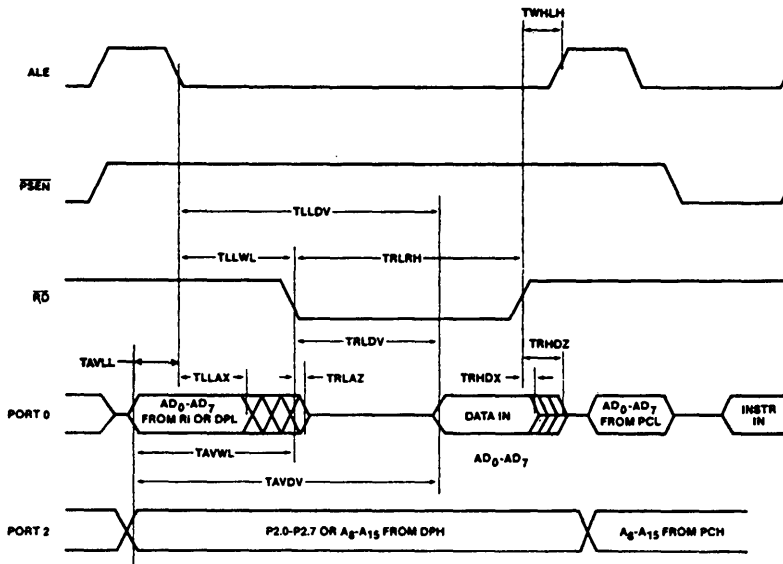 TWHLH
ALE
PSEN
TLLDV
TLLWL
TRLRH
RD
TRLDV
TAVLL
TRHDZ
TLLAX
TRLAZ
TRHDX
PORT 0
AD0-AD7
FROM RI OR DPL
DATA IN
AD0-AD7
FROM PCL
INSTR
IN
TAVWL
AD0-AD7
TAVDV
PORT 2
P2.0-P2.7 OR A8-A15 FROM DPH
A8-A15 FROM PCH